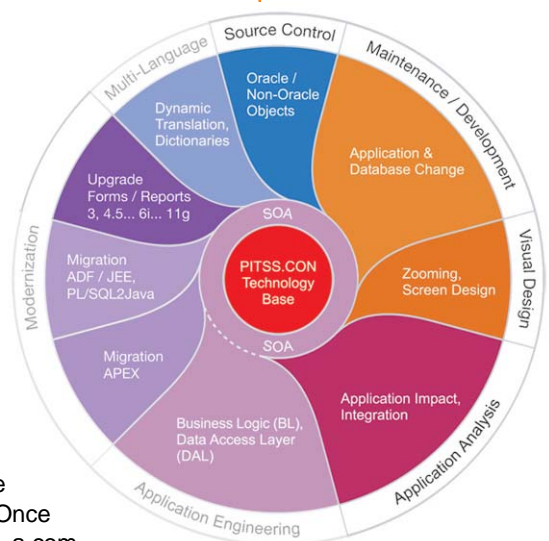 Source Control
Multi-Language
Maintenance / Development
Oracle /
Non-Oracle
Objects
Dynamic
Translation,
Dictionaries
Application &
Database Change
Upgrade
Forms / Reports
3, 4.5... 6i... 11g
SOA
Modernization
Visual Design
Migration
ADF / JEE,
PL/SQL2Java
PITSS.CON
Technology
Base
Zooming,
Screen Design
SOA
Migration
APEX
Application Impact,
Integration
Business Logic (BL),
Data Access Layer
(DAL)
Application Analysis
Application Engineering
Once